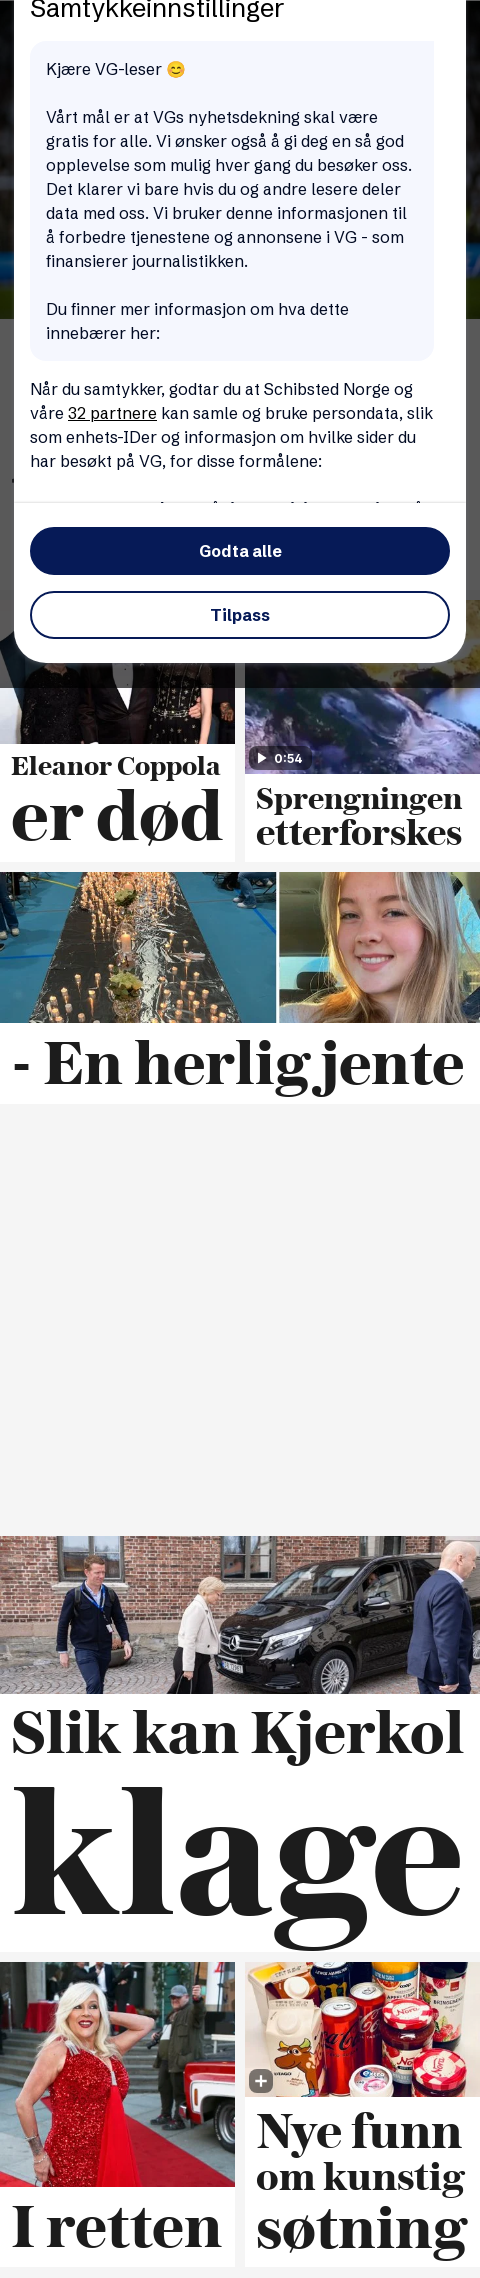 Samtykkeinnstillinger
Kjære VG-leser 😊
Vårt mål er at VGs nyhetsdekning skal være
gratis for alle. Vi ønsker også å gi deg en så god
opplevelse som mulig hver gang du besøker oss.
Det klarer vi bare hvis du og andre lesere deler
data med oss. Vi bruker denne informasjonen til
å forbedre tjenestene og annonsene i VG - som
finansierer journalistikken.
Du finner mer informasjon om hva dette
innebærer her:
Når du samtykker, godtar du at Schibsted Norge og
våre 32 partnere kan samle og bruke persondata, slik
som enhets-IDer og informasjon om hvilke sider du
har besøkt på VG, for disse formålene:
Godta alle
Tilpass
0:54
Eleanor Coppola
er død
Sprengningen
etterforskes
- En herlig jente
Slik kan Kjerkol
klage
I retten
Nye funn
om kunstig
søtning